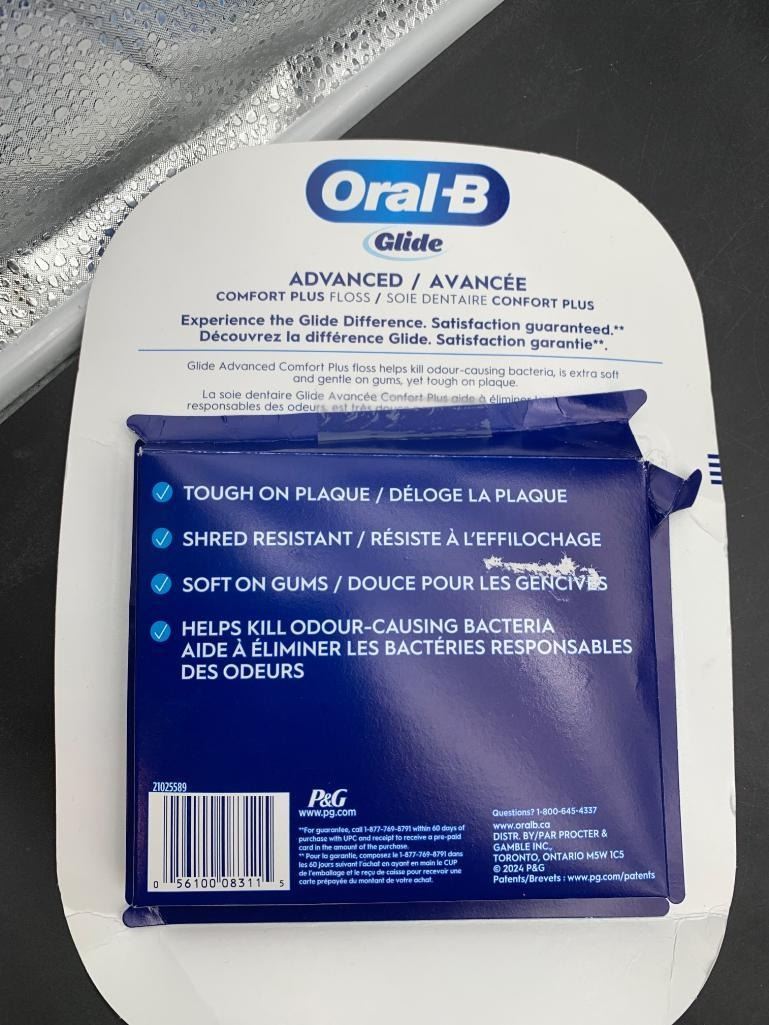 Oral-B
Glide
ADVANCED / AVANCÉE
COMFORT PLUS FLOSS / SOIE DENTAIRE CONFORT PLUS
Experience the Glide Difference. Satisfaction guaranteed.**
Découvrez la différence Glide. Satisfaction garantie**.
Glide Advanced Comfort Plus floss helps kill odour-causing bacteria, is extra soft
and gentle on gums, yet tough on plaque.
La soie dentaire Glide Avancée Confort Plus aide à éliminer
responsables des odeurs, est très douce
TOUGH ON PLAQUE / DÉLOGE LA PLAQUE
SHRED RESISTANT / RÉSISTE À L'EFFILOCHAGE
SOFT ON GUMS / DOUCE POUR LES GENCIVES
HELPS KILL ODOUR-CAUSING BACTERIA
AIDE À ÉLIMINER LES BACTÉRIES RESPONSABLES
DES ODEURS
21025589
0 56100 08311 5
P&G
www.pg.com
**For guarantee, call 1-877-769-8791 within 60 days of
purchase with UPC and receipt to receive a pre-paid
card in the amount of the purchase.
** Pour la garantie, composez le 1-877-769-8791 dans
les 60 jours suivant l'achat en ayant en main le CUP
de l'emballage et le reçu de caisse pour recevoir une
carte prépayée du montant de votre achat.
Questions? 1-800-645-4337
www.oralb.ca
DISTR. BY/PAR PROCTER &
GAMBLE INC.,
TORONTO, ONTARIO M5W 1C5
© 2024 P&G
Patents/Brevets : www.pg.com/patents